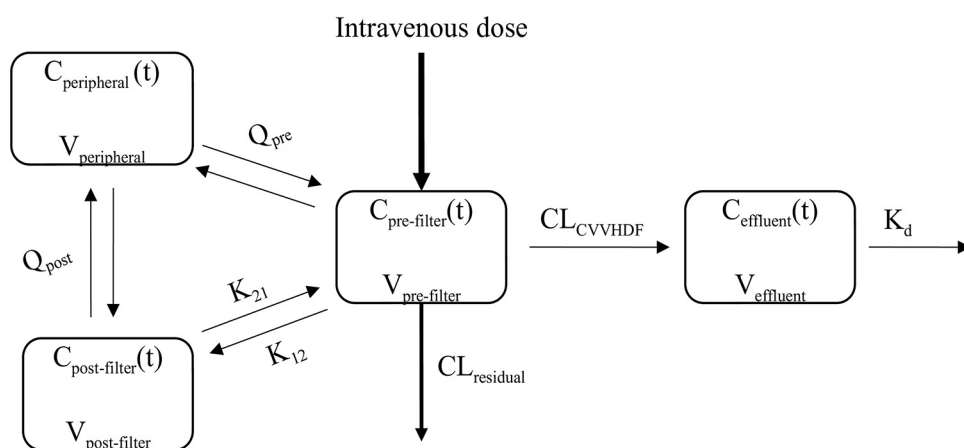 Intravenous dose
C_peripheral (t)
V_peripheral
Q_pre
C_pre-filter(t)
V_pre-filter
CL_CVVHDF
C_effluent(t)
V_effluent
K_d
Q_post
K_21
K_12
C_post-filter(t)
V_post-filter
CL_residual